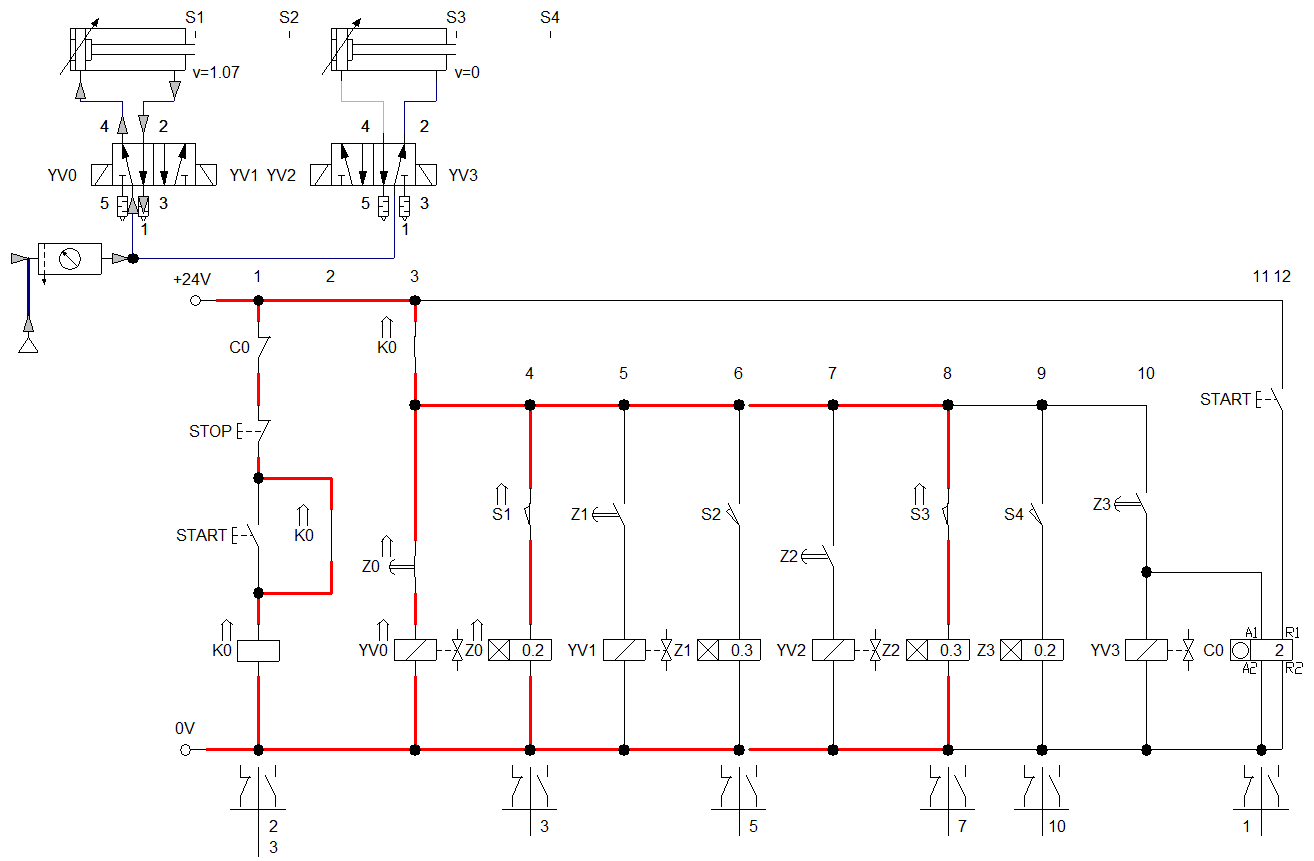 S1 S2 S3 S4
v=1.07 v=0
4 2 4 2
YV0 YV1 YV2 YV3
5 3 5 3
1 1
+24V 1 2 3 11 12
C0 K0
4 5 6 7 8 9 10
START
STOP
S1 Z1 S2 S3 S4 Z3
START K0
Z0 Z2
K0 YV0 Z0 0.2 YV1 Z1 0.3 YV2 Z2 0.3 Z3 0.2 YV3 C0 2
A1 R1
A2 R2
0V
2 3 5 7 10 1
3